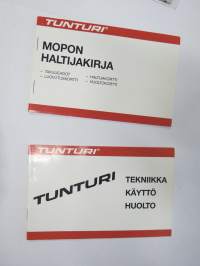 TUNTURI®
MOPON
HALTIJAKIRJA
- TAKUUEHDOT
- LUOVUTUSKORTTI
- HALTIJAKORTTI
- HUOLTOKORTTI
TUNTURI®
TUNTURI
TEKNIIKKA
KÄYTTÖ
HUOLTO